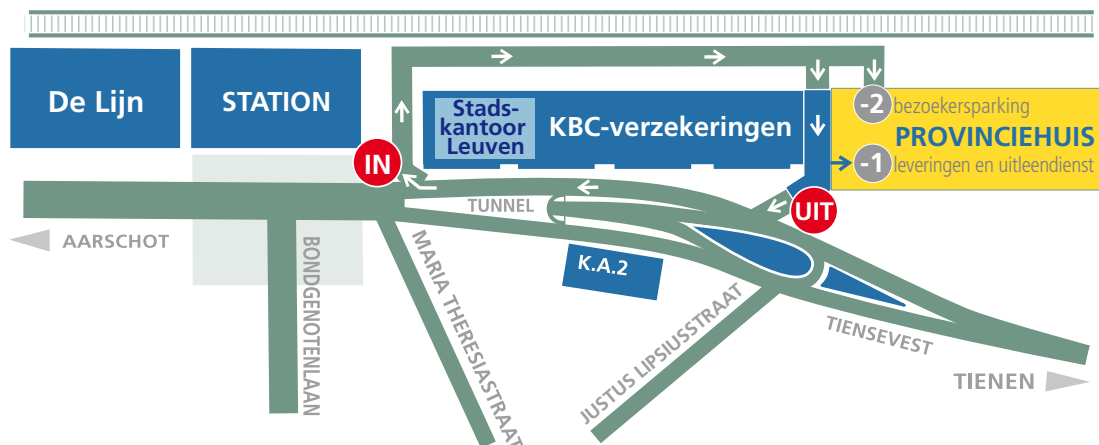 De Lijn
STATION
Stads-
kantoor
Leuven
KBC-verzekeringen
-2
bezoekersparking
PROVINCIEHUIS
-1
leveringen en uitleendienst
IN
UIT
TUNNEL
AARSCHOT
BONDGENOTENLAAN
MARIA THERESIASTRAAT
K.A.2
JUSTUS LIPSIUSSTRAAT
TIENSEVEST
TIENEN